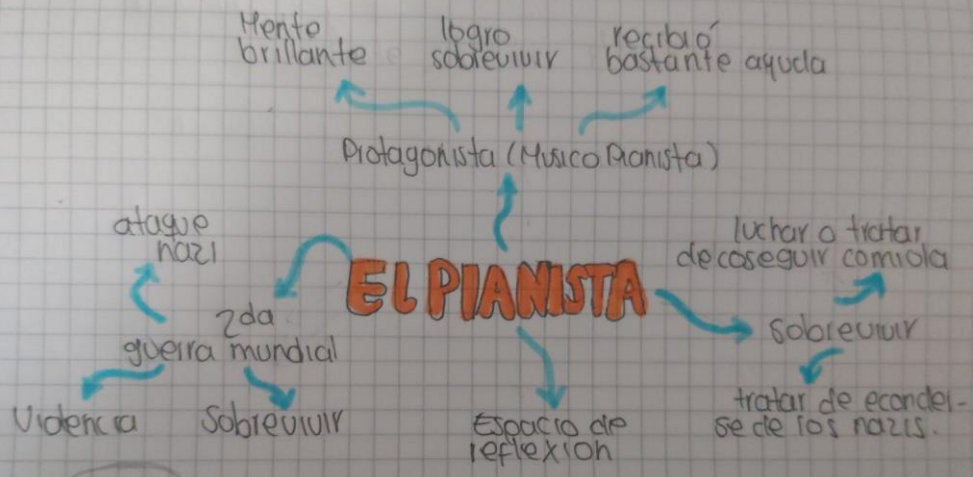 Mente
brillante
logro
sobrevivir
recibió
bastante ayuda
Protagonista (Musico Pianista)
ataque
nazi
luchar o tratar
de coseguir comida
EL PIANISTA
2da
guerra mundial
sobrevivir
Violencia
Sobrevivir
Espacio de
reflexion
tratar de econder-
se de los nazis.